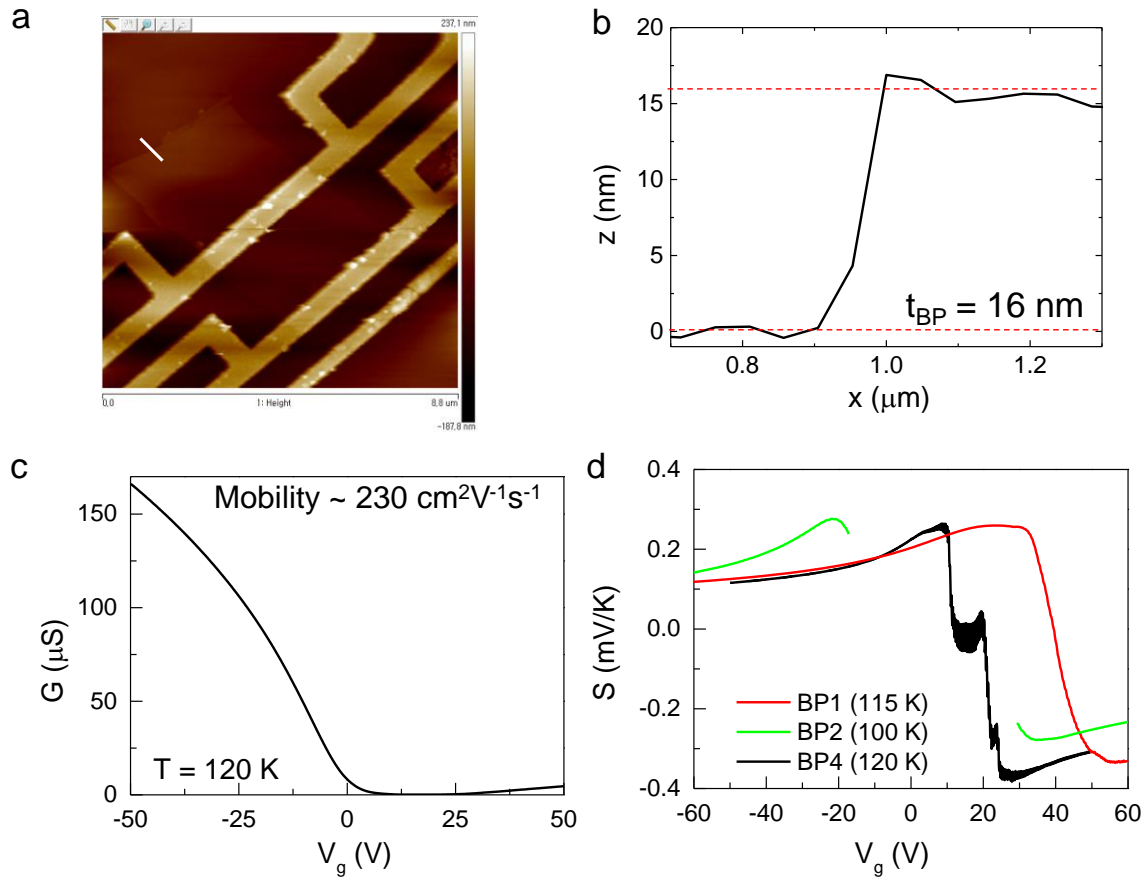 a
237,1 nm
0,0
1: Height
8,8 um
-187,8 nm
b
20
15
10
5
0
z (nm)
t_BP = 16 nm
0.8
1.0
1.2
x (μm)
c
Mobility ~ 230 cm²V⁻¹s⁻¹
150
100
50
0
G (μS)
T = 120 K
-50
-25
0
25
50
V_g (V)
d
0.4
0.2
0.0
-0.2
-0.4
S (mV/K)
BP1 (115 K)
BP2 (100 K)
BP4 (120 K)
-60
-40
-20
0
20
40
60
V_g (V)